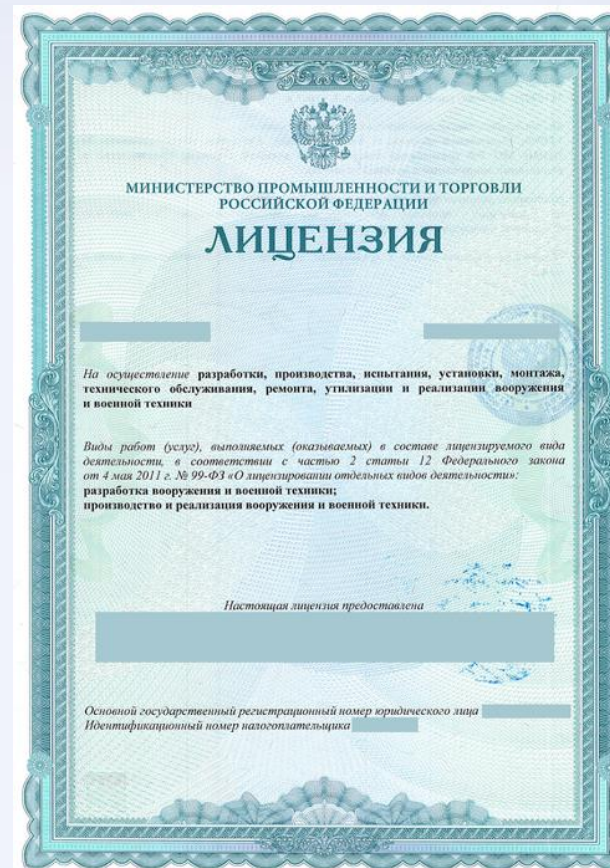 МИНИСТЕРСТВО ПРОМЫШЛЕННОСТИ И ТОРГОВЛИ
РОССИЙСКОЙ ФЕДЕРАЦИИ
ЛИЦЕНЗИЯ
На осуществление разработки, производства, испытания, установки, монтажа,
технического обслуживания, ремонта, утилизации и реализации вооружения
и военной техники
Виды работ (услуг), выполняемых (оказываемых) в составе лицензируемого вида
деятельности, в соответствии с частью 2 статьи 12 Федерального закона
от 4 мая 2011 г. № 99-ФЗ «О лицензировании отдельных видов деятельности»:
разработка вооружения и военной техники;
производство и реализация вооружения и военной техники.
Настоящая лицензия предоставлена
Основной государственный регистрационный номер юридического лица
Идентификационный номер налогоплательщика